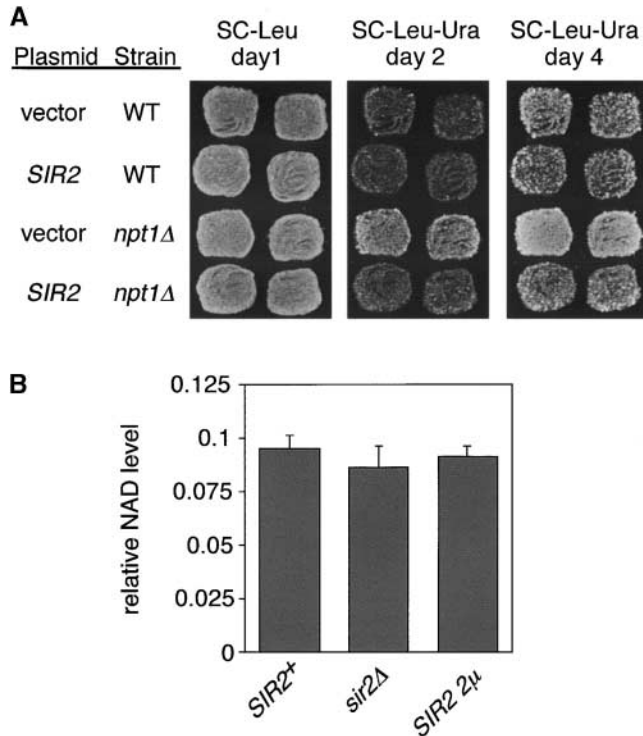 A
Plasmid Strain
SC-Leu
day1
SC-Leu-Ura
day 2
SC-Leu-Ura
day 4
vector WT
SIR2 WT
vector npt1Δ
SIR2 npt1Δ
B
relative NAD level
0.125
0.1
0.075
0.05
0.025
0
SIR2+
sir2Δ
SIR2 2μ